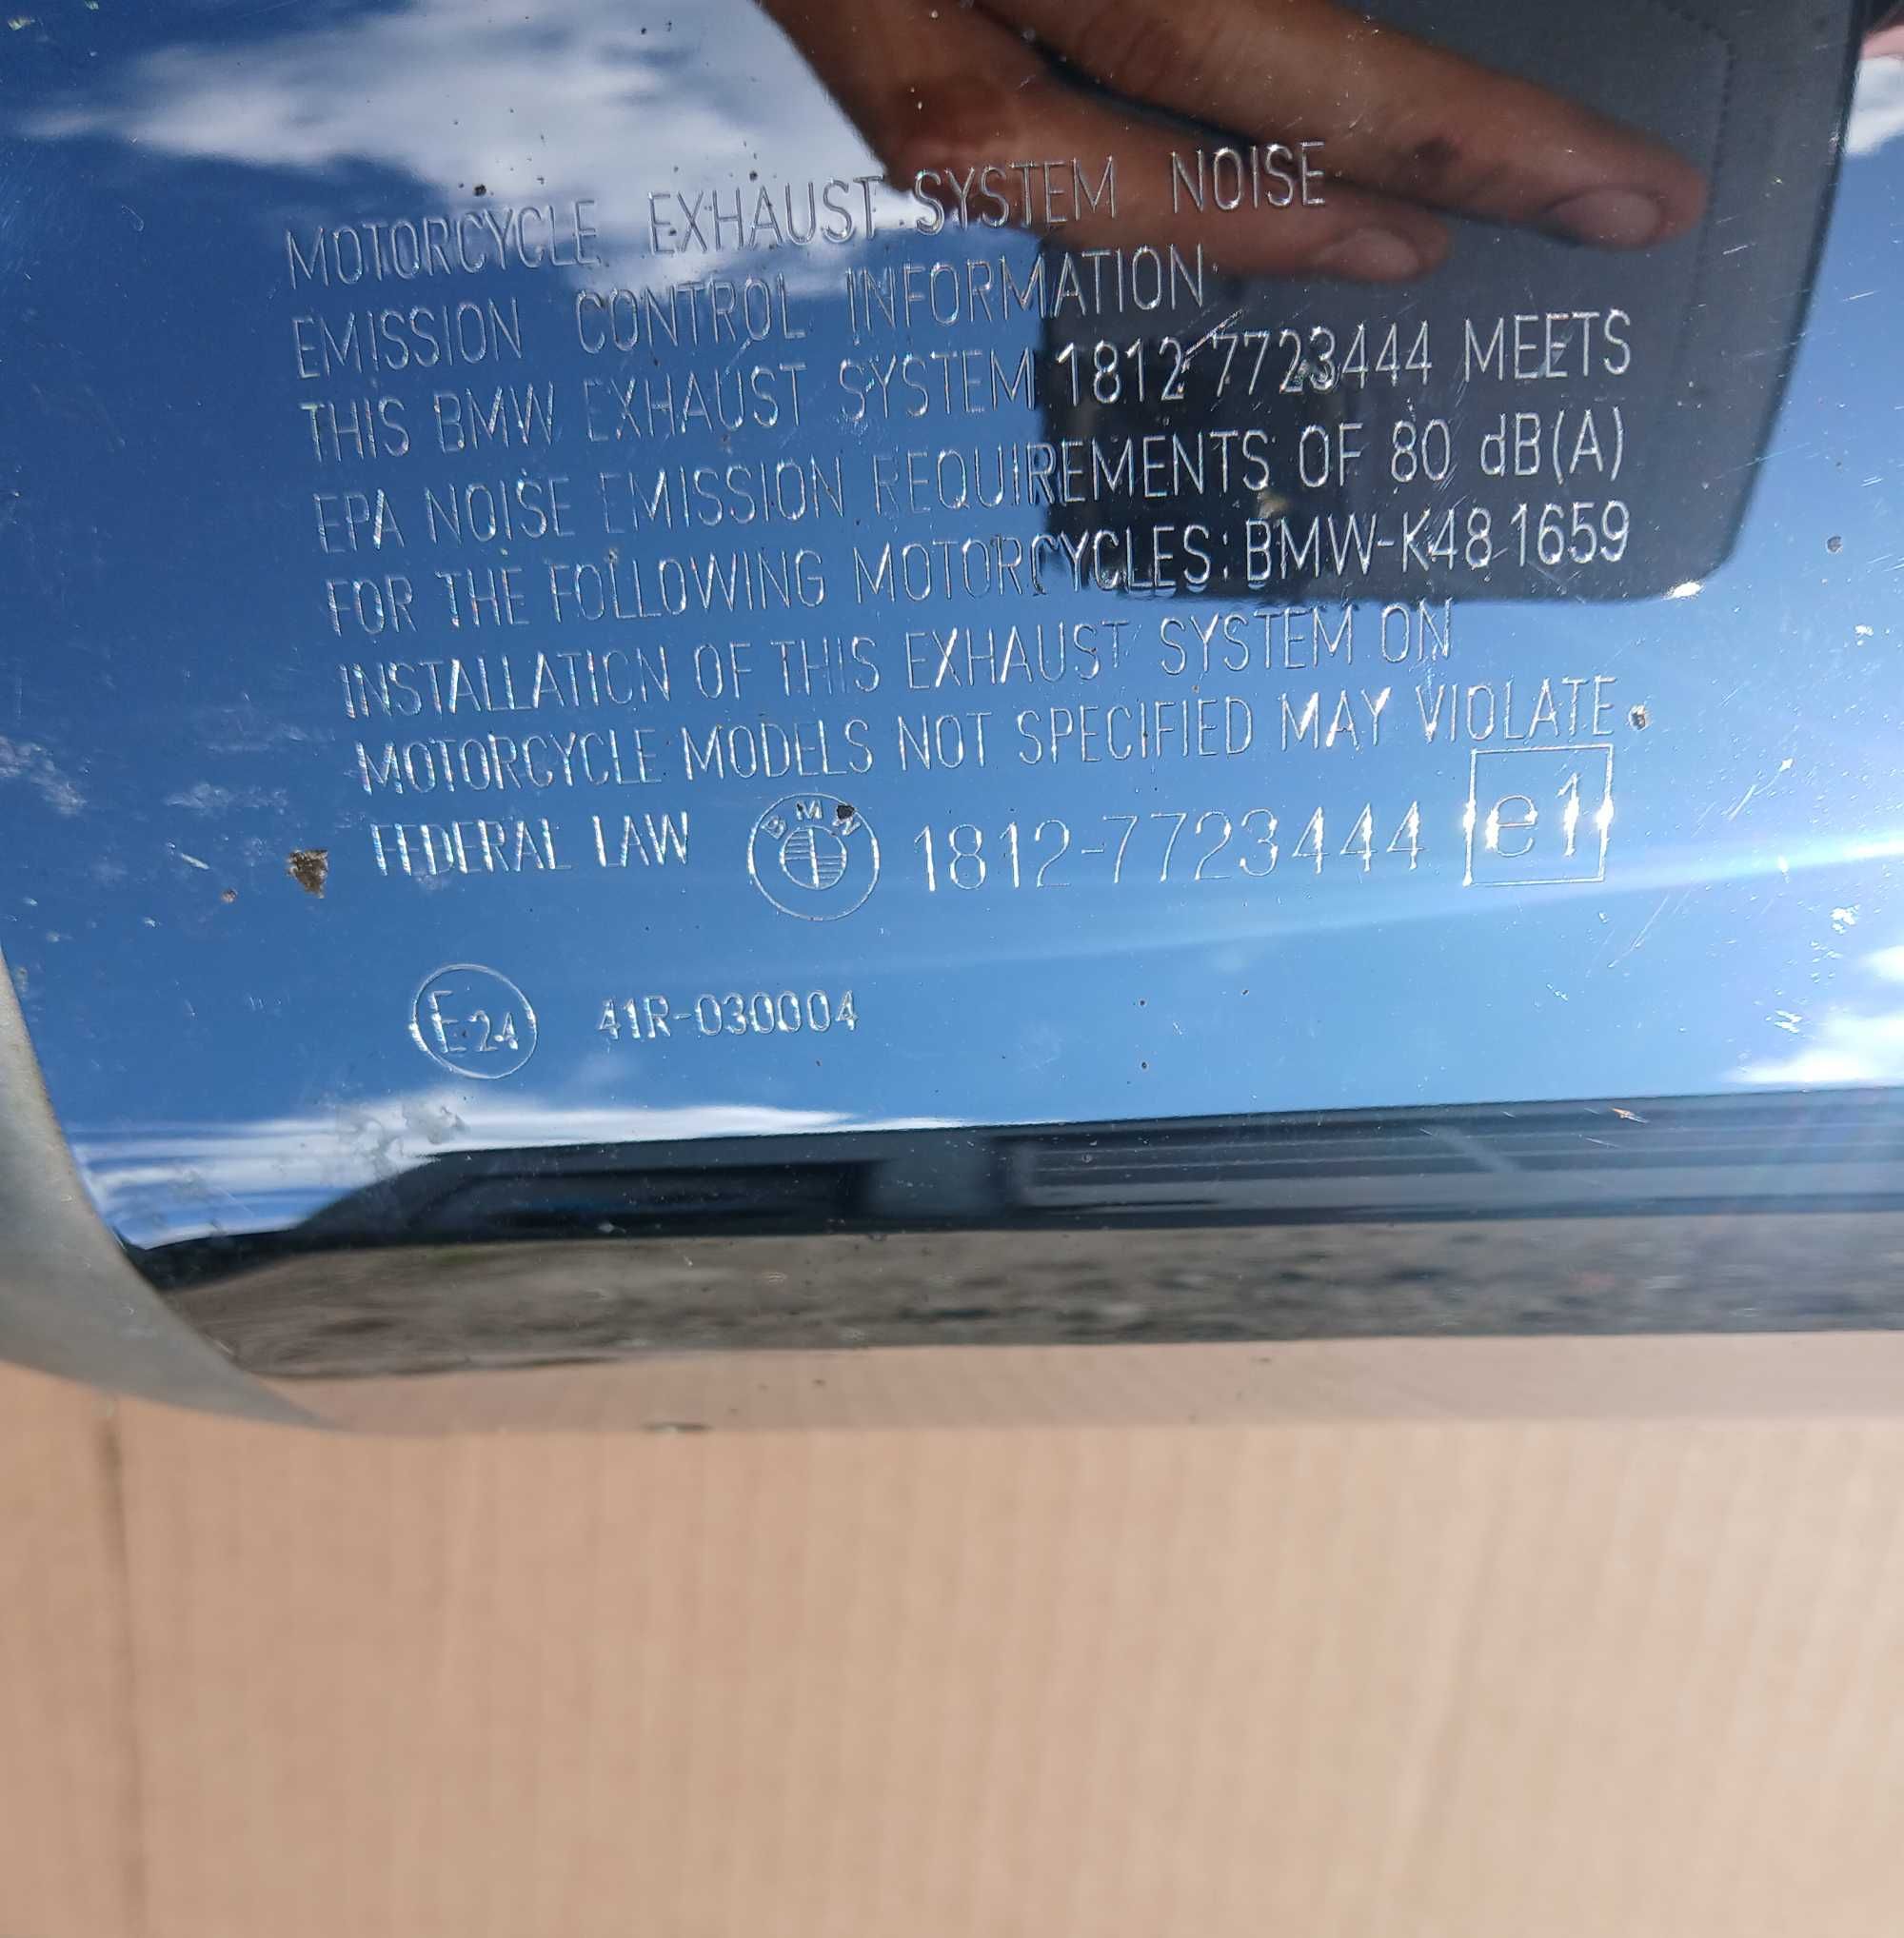 MOTORCYCLE EXHAUST SYSTEM NOISE
EMISSION CONTROL INFORMATION
THIS BMW EXHAUST SYSTEM 1812 7723444 MEETS
EPA NOISE EMISSION REQUIREMENTS OF 80 dB(A)
FOR THE FOLLOWING MOTORCYCLES: BMW-K48 1659
INSTALLATION OF THIS EXHAUST SYSTEM ON
MOTORCYCLE MODELS NOT SPECIFIED MAY VIOLATE
FEDERAL LAW BMW 1812-7723444 e1
E24 41R-030004